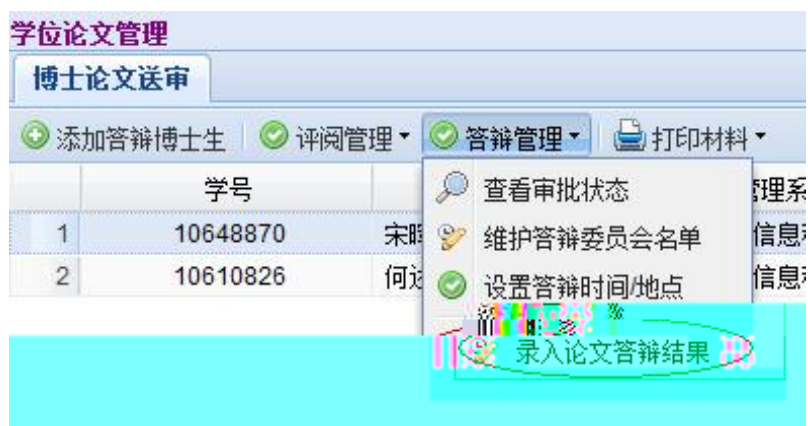 学位论文管理
博士论文送审
添加答辩博士生 评阅管理 答辩管理 打印材料
学号
查看审批状态
1 10648870 宋 维护答辩委员会名单 信息
2 10610826 何 设置答辩时间/地点 信息
录入论文答辩结果